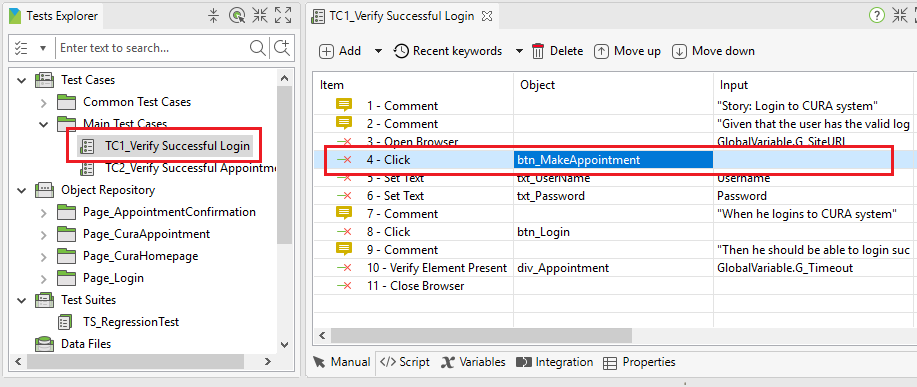 Tests Explorer
Enter text to search...
Test Cases
Common Test Cases
Main Test Cases
TC1_Verify Successful Login
TC2_Verify Successful Appointme
Object Repository
Page_AppointmentConfirmation
Page_CuraAppointment
Page_CuraHomepage
Page_Login
Test Suites
TS_RegressionTest
Data Files
TC1_Verify Successful Login
Add Recent keywords Delete Move up Move down
Item Object Input
1 - Comment "Story: Login to CURA system"
2 - Comment "Given that the user has the valid log
3 - Open Browser GlobalVariable.G_SiteURL
4 - Click btn_MakeAppointment
5 - Set Text txt_UserName Username
6 - Set Text txt_Password Password
7 - Comment "When he logins to CURA system"
8 - Click btn_Login
9 - Comment "Then he should be able to login suc
10 - Verify Element Present div_Appointment GlobalVariable.G_Timeout
11 - Close Browser
Manual </> Script Variables Integration Properties